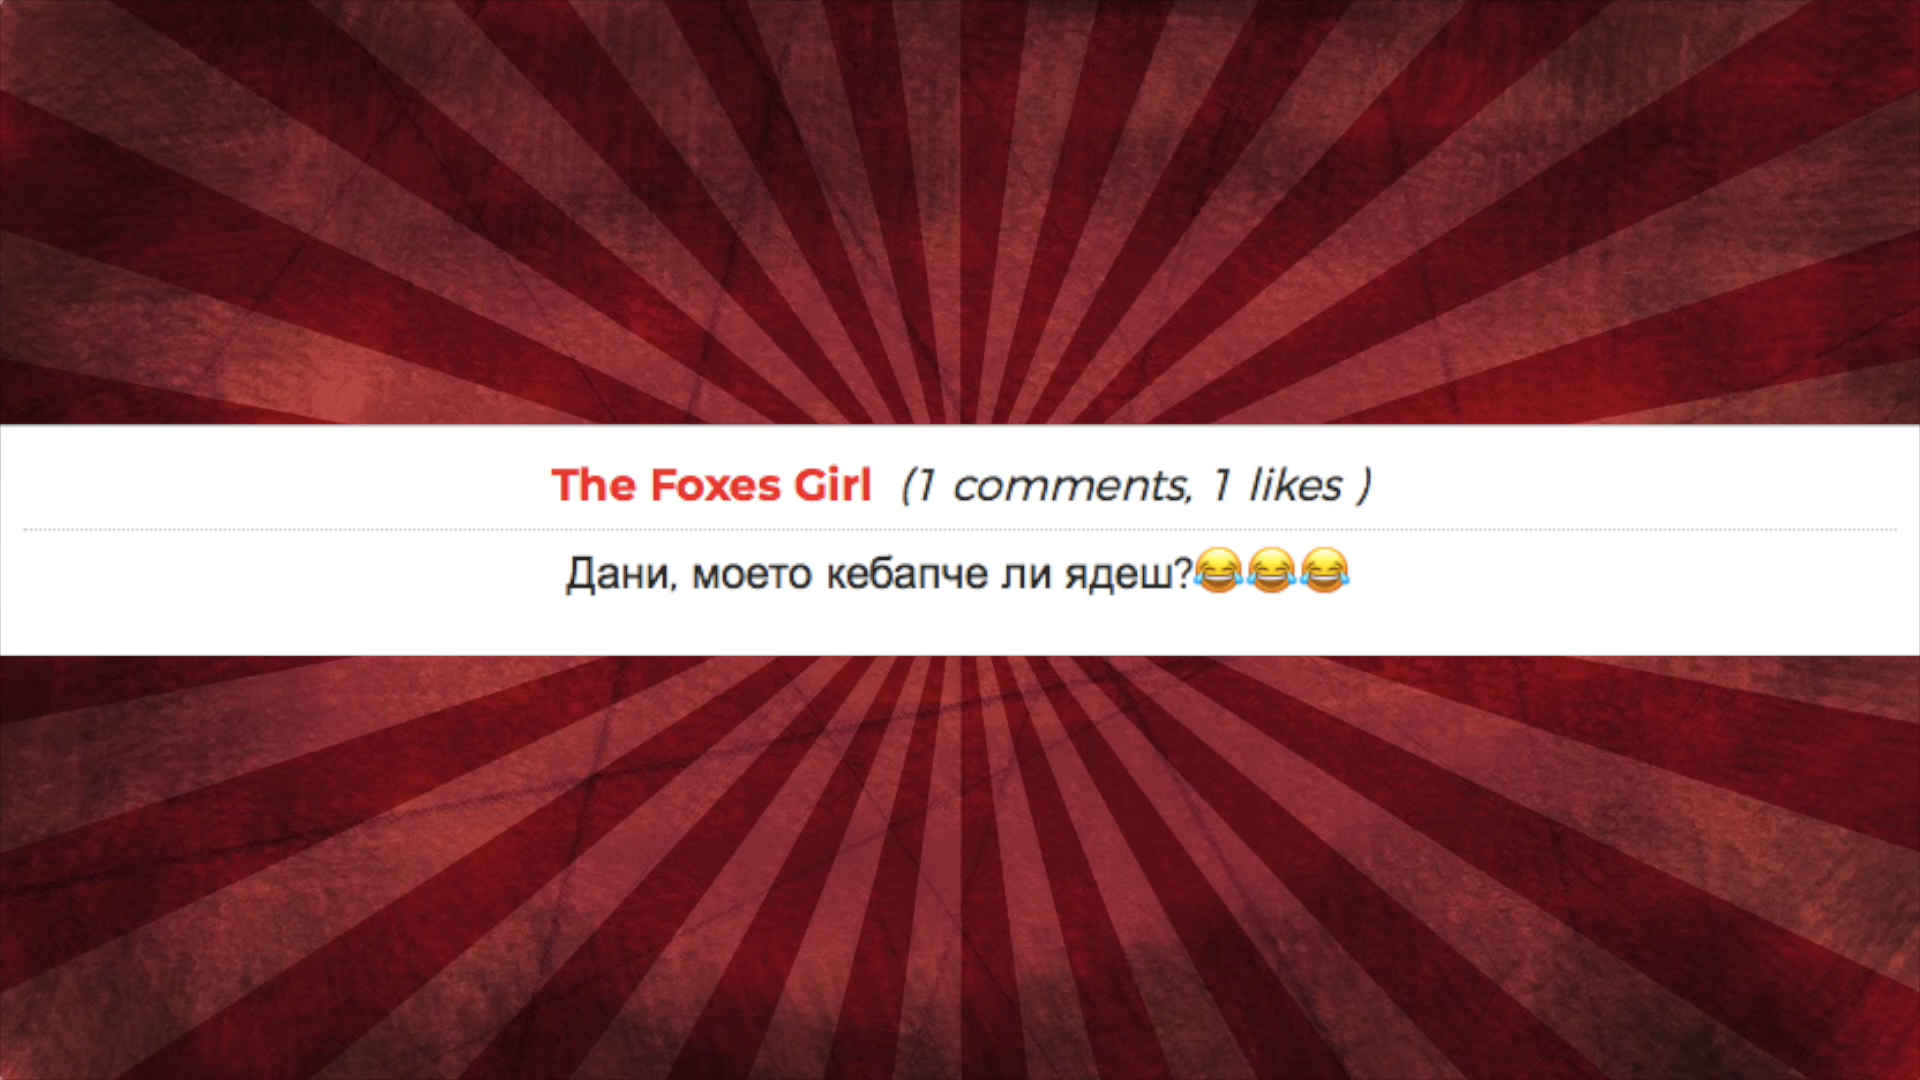 The Foxes Girl (1 comments, 1 likes )
Дани, моето кебапче ли ядеш?😂😂😂